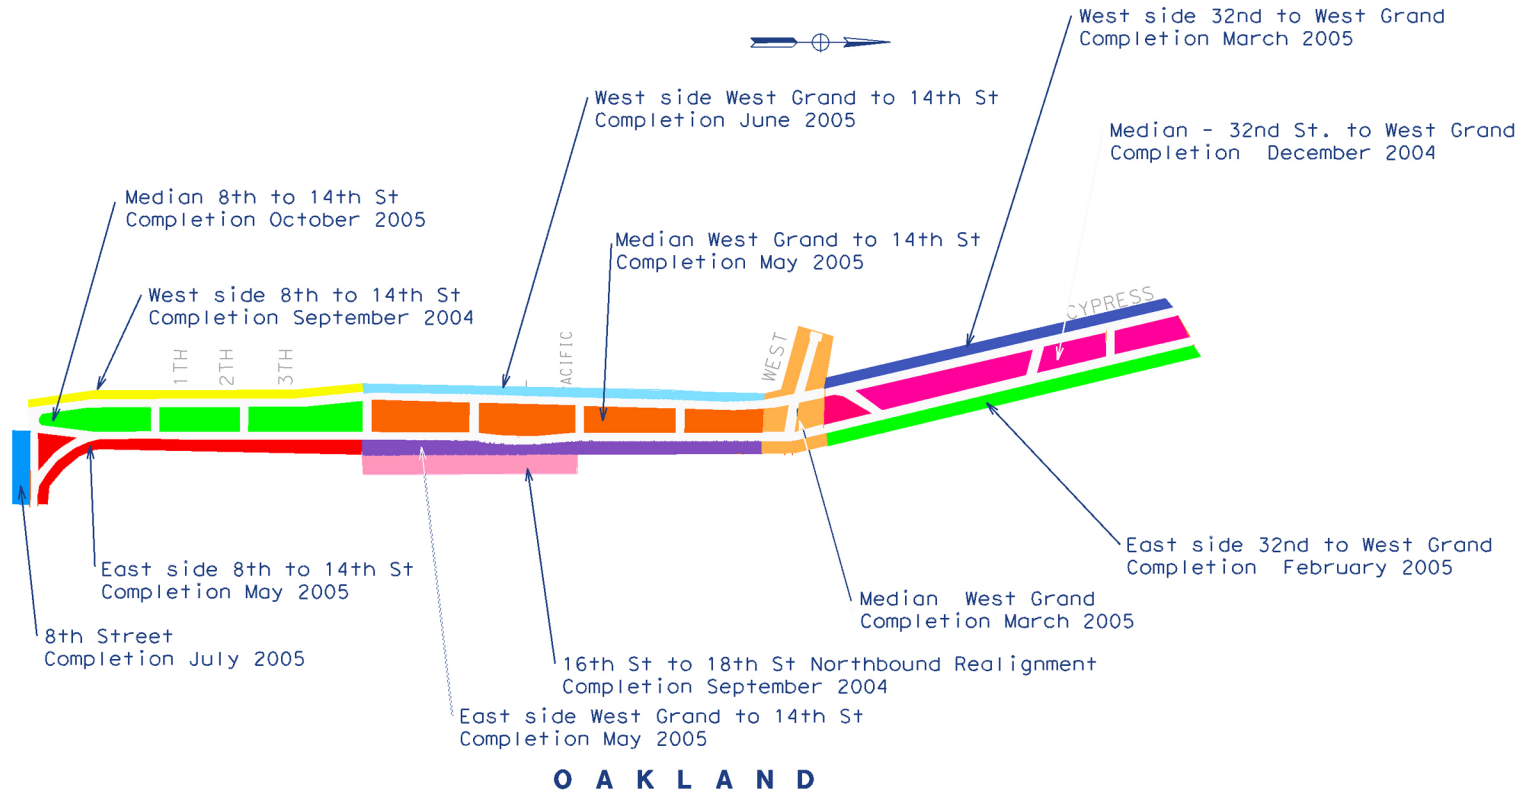 West side 32nd to West Grand
Completion March 2005
West side West Grand to 14th St
Completion June 2005
Median - 32nd St. to West Grand
Completion December 2004
Median 8th to 14th St
Completion October 2005
Median West Grand to 14th St
Completion May 2005
West side 8th to 14th St
Completion September 2004
CYPRESS
1TH
2TH
3TH
ACIFIC
WEST
East side 32nd to West Grand
Completion February 2005
East side 8th to 14th St
Completion May 2005
Median West Grand
Completion March 2005
8th Street
Completion July 2005
16th St to 18th St Northbound Realignment
Completion September 2004
East side West Grand to 14th St
Completion May 2005
OAKLAND